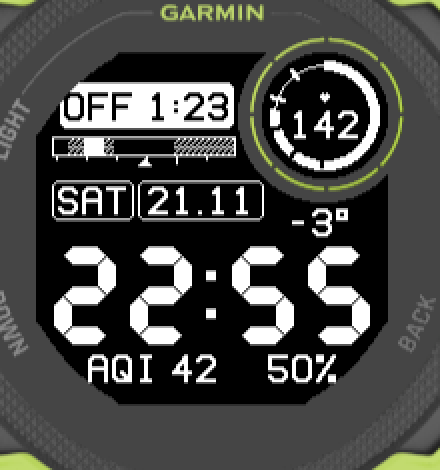 GARMIN
OFF 1:23
142
LIGHT
SAT 21.11
-3°
22:55
DOWN
BACK
AQI 42 50%